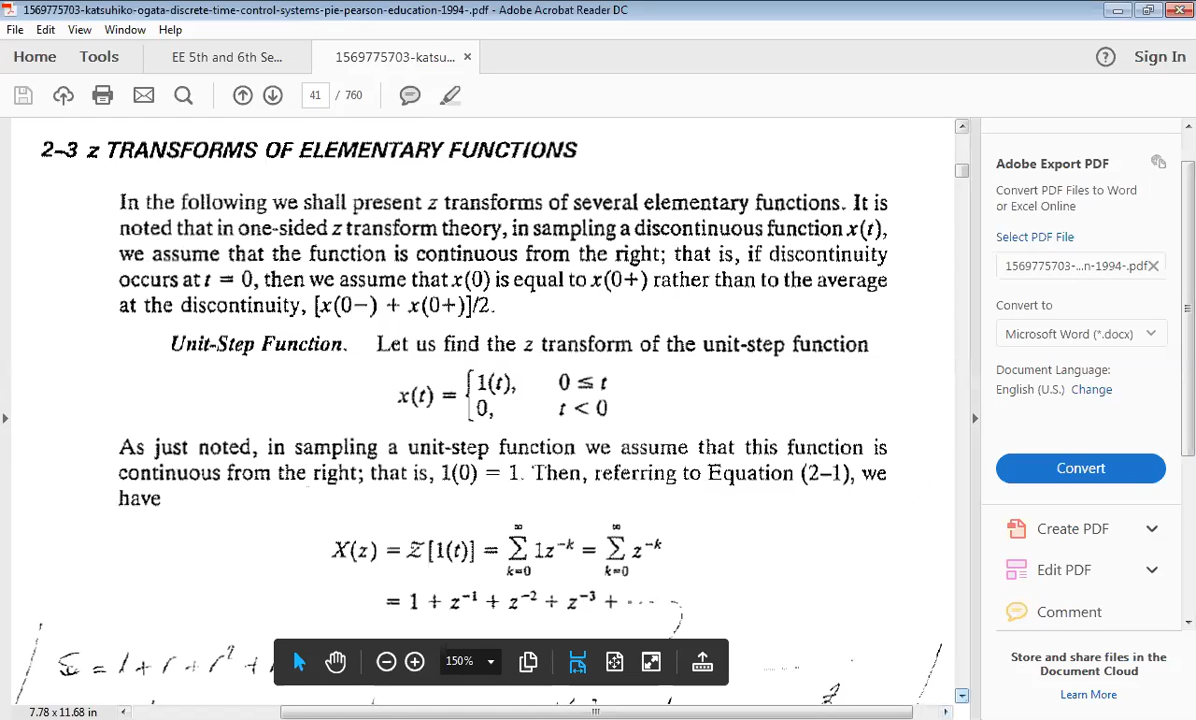 1569775703-katsuhiko-ogata-discrete-time-control-systems-pie-pearson-education-1994-.pdf - Adobe Acrobat Reader DC
File Edit View Window Help
Home Tools EE 5th and 6th Se... 1569775703-katsu... × Sign In
41 / 760
2–3 z TRANSFORMS OF ELEMENTARY FUNCTIONS
In the following we shall present z transforms of several elementary functions. It is
noted that in one-sided z transform theory, in sampling a discontinuous function x(t),
we assume that the function is continuous from the right; that is, if discontinuity
occurs at t = 0, then we assume that x(0) is equal to x(0+) rather than to the average
at the discontinuity, [x(0−) + x(0+)]/2.
Unit-Step Function. Let us find the z transform of the unit-step function
x(t) = { 1(t), 0 ≤ t
0, t < 0
As just noted, in sampling a unit-step function we assume that this function is
continuous from the right; that is, 1(0) = 1. Then, referring to Equation (2–1), we
have
X(z) = Z[1(t)] = ∑_{k=0}^{∞} 1z^{−k} = ∑_{k=0}^{∞} z^{−k}
= 1 + z^{−1} + z^{−2} + z^{−3} + ···
= 1 + r + r² +
150%
7.78 x 11.68 in
Adobe Export PDF
Convert PDF Files to Word
or Excel Online
Select PDF File
1569775703-...n-1994-.pdf ×
Convert to
Microsoft Word (*.docx)
Document Language:
English (U.S.) Change
Convert
Create PDF
Edit PDF
Comment
Store and share files in the
Document Cloud
Learn More